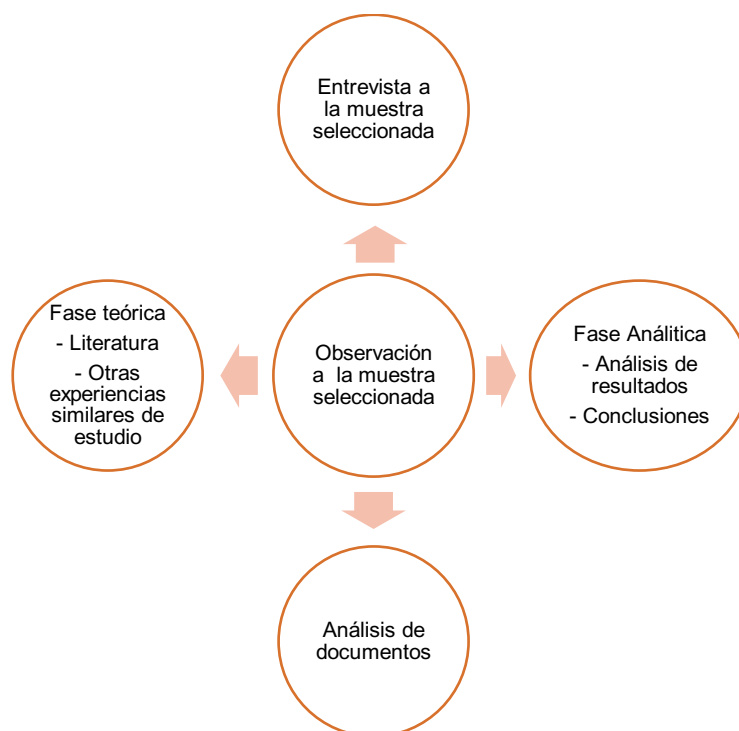 Entrevista a
la muestra
seleccionada
Fase teórica
- Literatura
- Otras
experiencias
similares de
estudio
Observación
a la muestra
seleccionada
Fase Análitica
- Análisis de
resultados
- Conclusiones
Análisis de
documentos